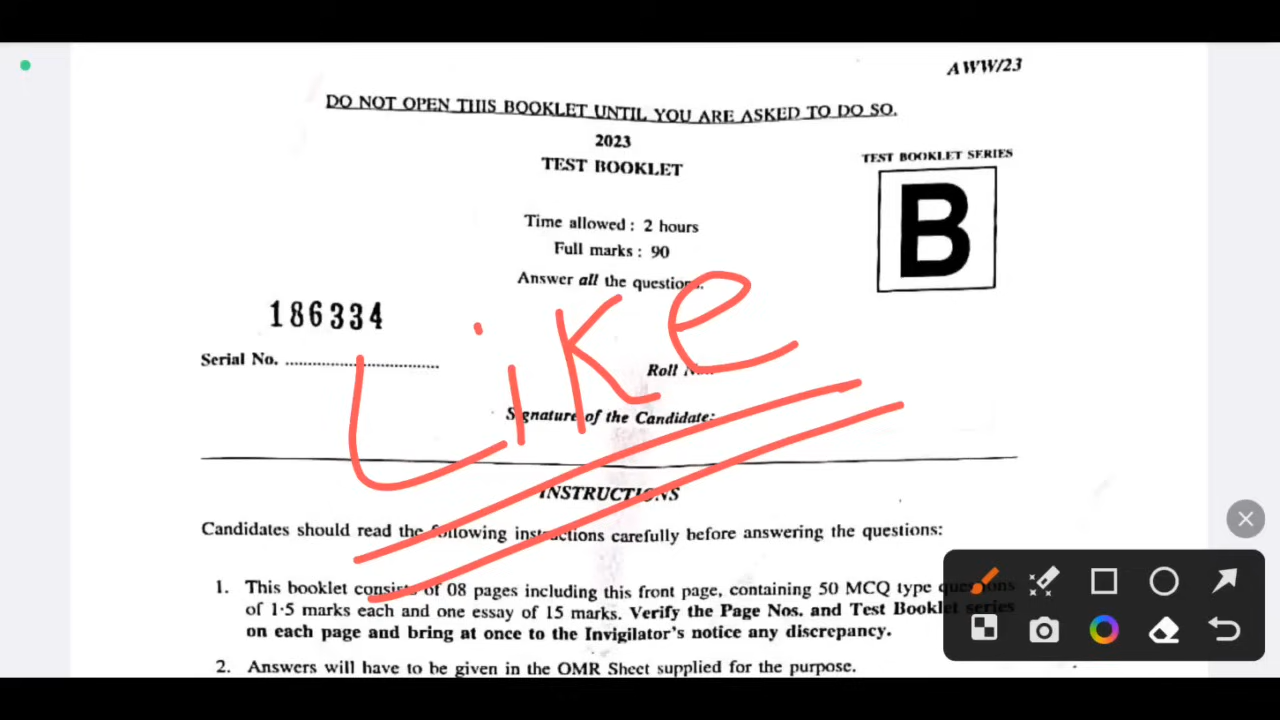 AWW/23
DO NOT OPEN THIS BOOKLET UNTIL YOU ARE ASKED TO DO SO.
2023
TEST BOOKLET
TEST BOOKLET SERIES
B
Time allowed : 2 hours
Full marks : 90
Answer all the questions.
186334
Like
Serial No. ........................................
Roll No.
Signature of the Candidate:
INSTRUCTIONS
Candidates should read the following instructions carefully before answering the questions:
1. This booklet consists of 08 pages including this front page, containing 50 MCQ type questions
of 1·5 marks each and one essay of 15 marks. Verify the Page Nos. and Test Booklet series
on each page and bring at once to the Invigilator's notice any discrepancy.
2. Answers will have to be given in the OMR Sheet supplied for the purpose.